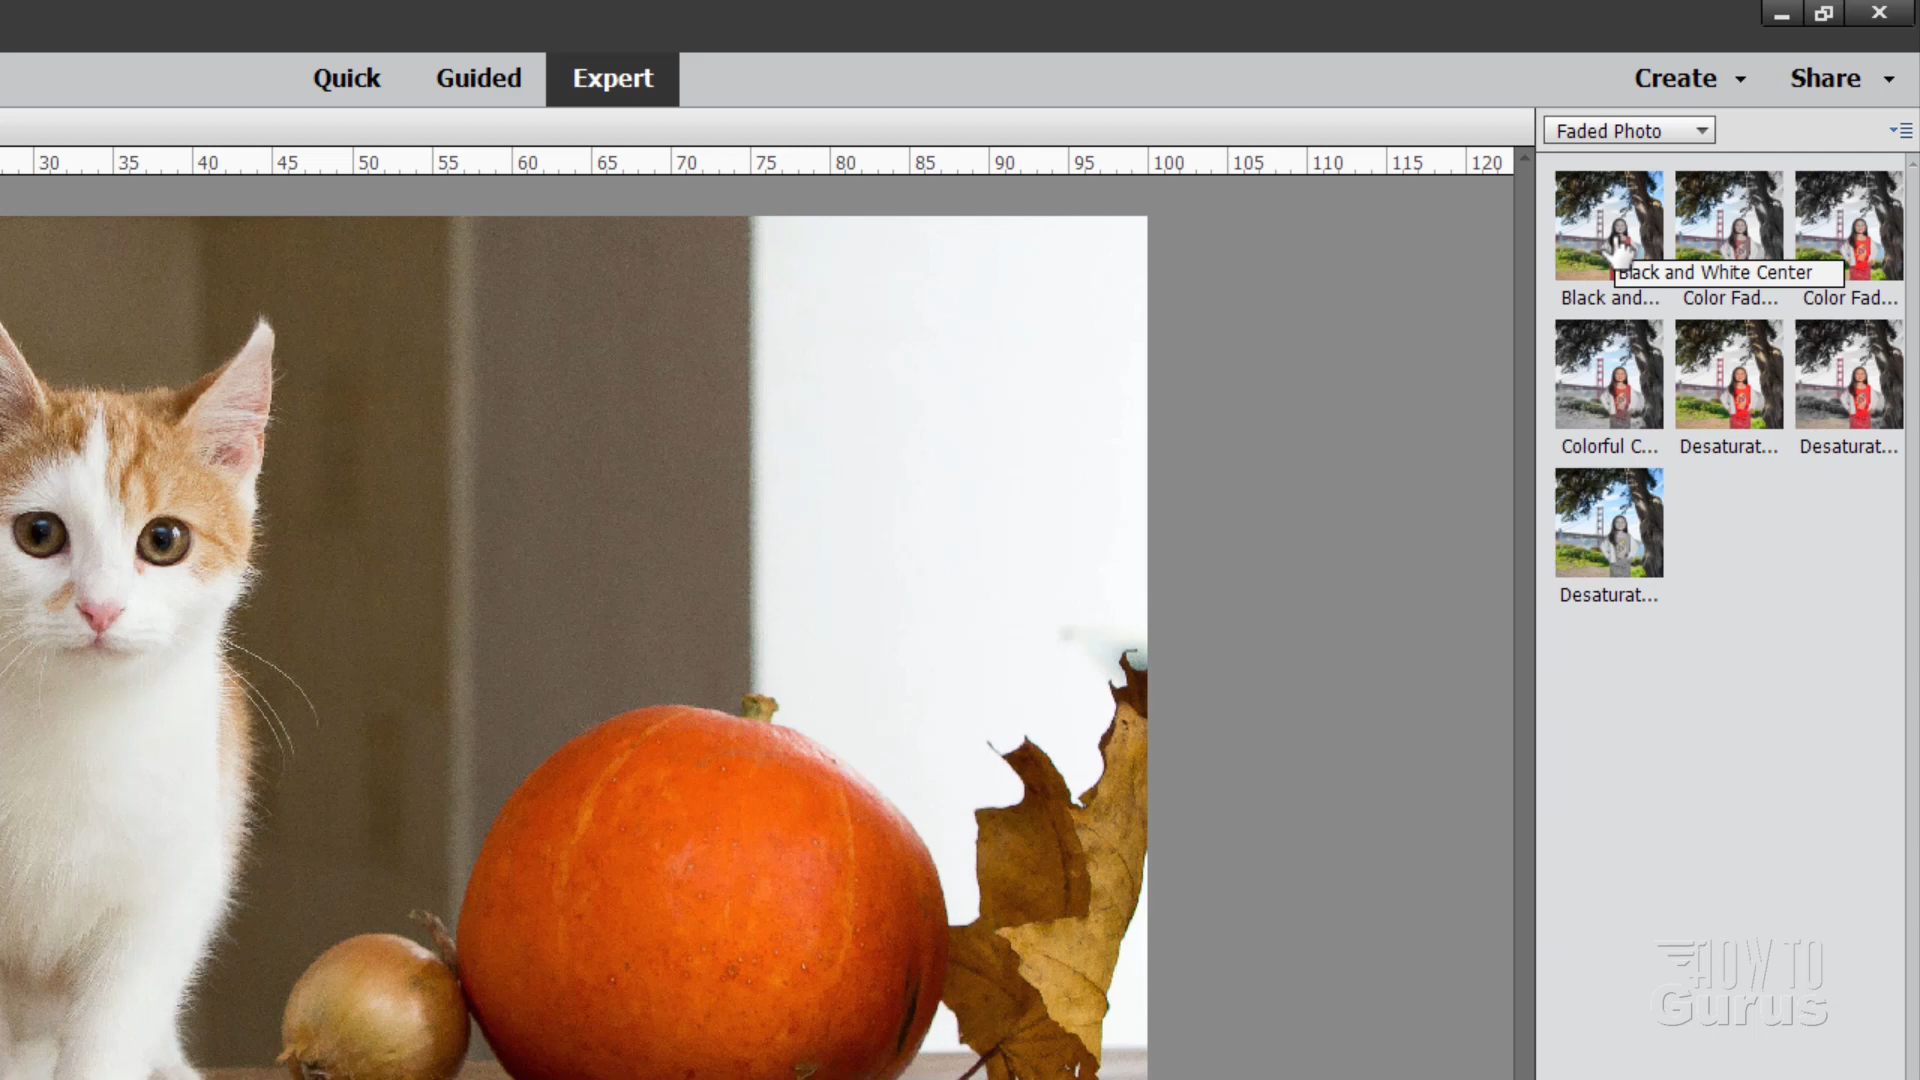 Quick Guided Expert Create Share
Faded Photo
30 35 40 45 50 55 60 65 70 75 80 85 90 95 100 105 110 115 120
Black and White Center
Black and... Color Fad... Color Fad...
Colorful C... Desaturat... Desaturat...
Desaturat...
HOW TO
Gurus